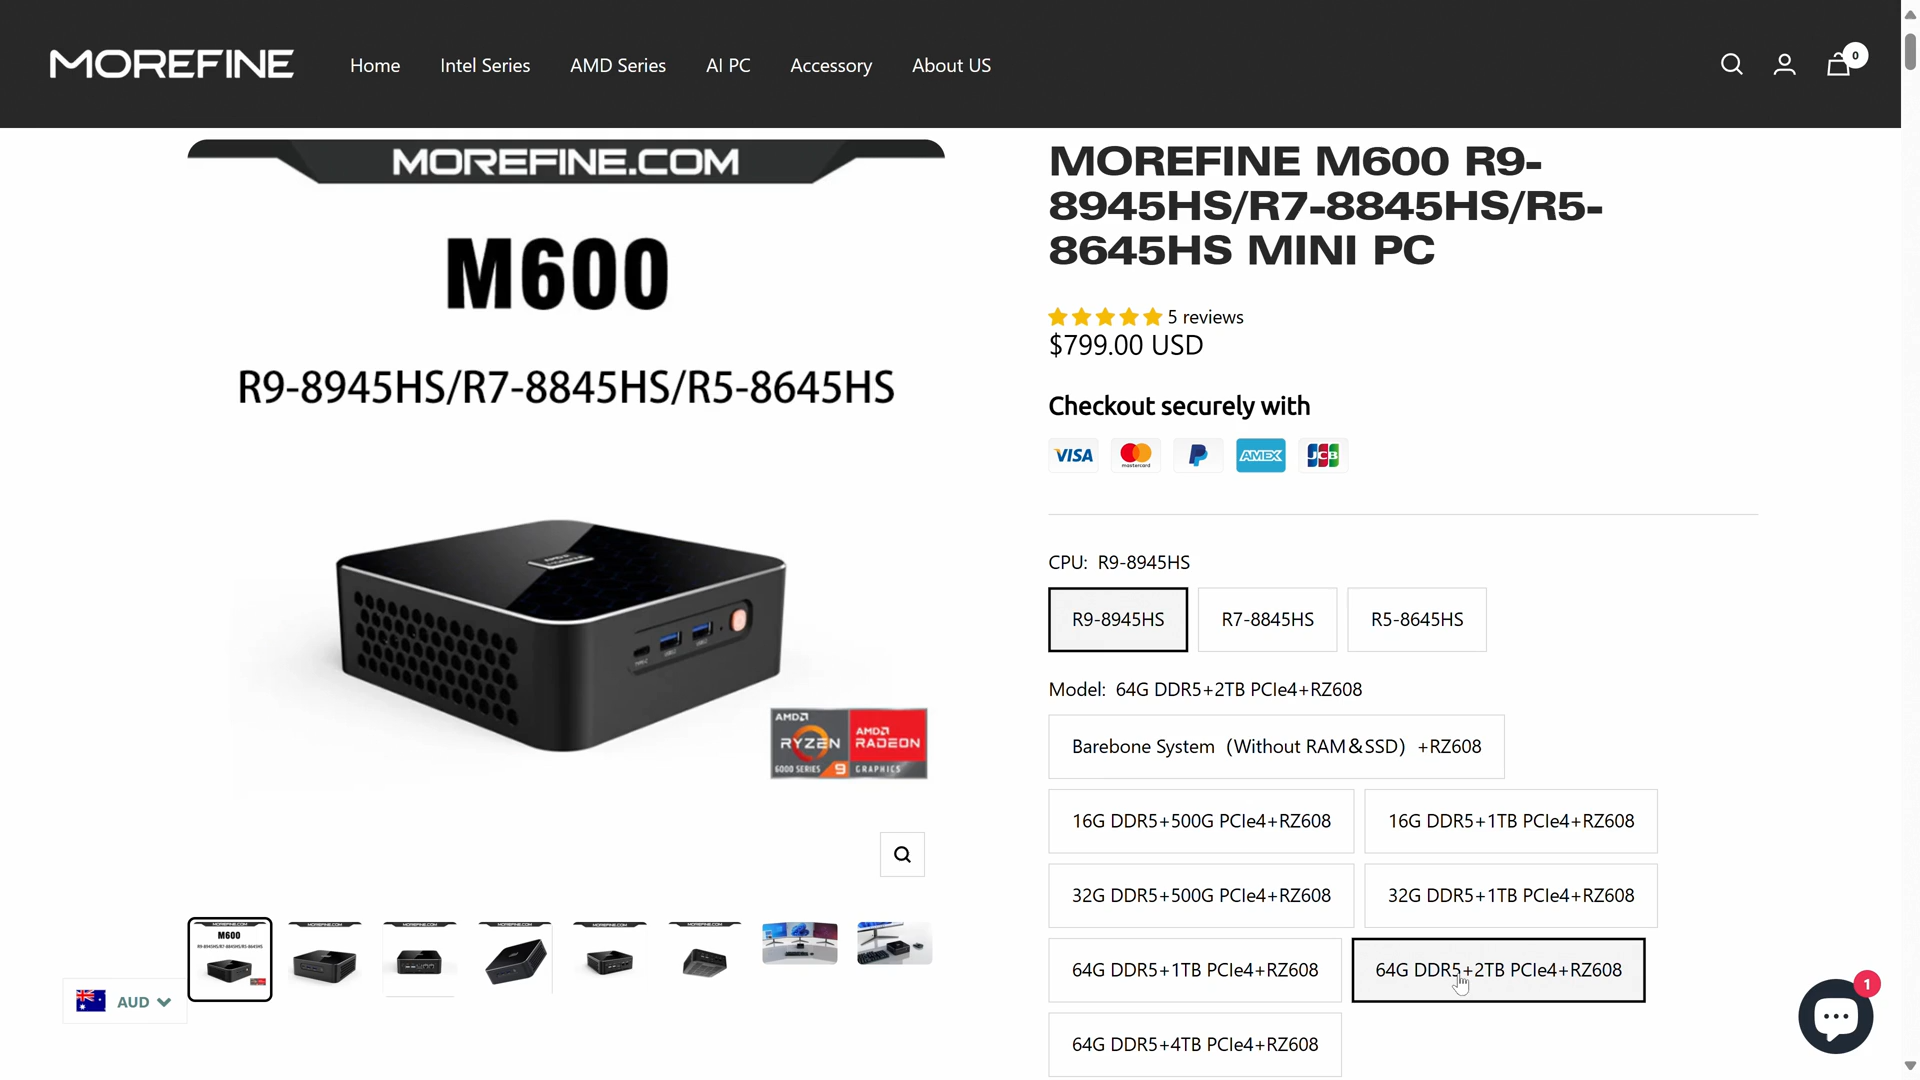 MOREFINE
Home
Intel Series
AMD Series
AI PC
Accessory
About US
0
MOREFINE.COM
M600
R9-8945HS/R7-8845HS/R5-8645HS
AMD
RYZEN
6000 SERIES 9
AMD
RADEON
GRAPHICS
MOREFINE M600 R9-
8945HS/R7-8845HS/R5-
8645HS MINI PC
5 reviews
$799.00 USD
Checkout securely with
VISA
mastercard
AMEX
JCB
CPU: R9-8945HS
R9-8945HS
R7-8845HS
R5-8645HS
Model: 64G DDR5+2TB PCIe4+RZ608
Barebone System（Without RAM＆SSD）+RZ608
16G DDR5+500G PCIe4+RZ608
16G DDR5+1TB PCIe4+RZ608
32G DDR5+500G PCIe4+RZ608
32G DDR5+1TB PCIe4+RZ608
64G DDR5+1TB PCIe4+RZ608
64G DDR5+2TB PCIe4+RZ608
64G DDR5+4TB PCIe4+RZ608
M600
AUD
1